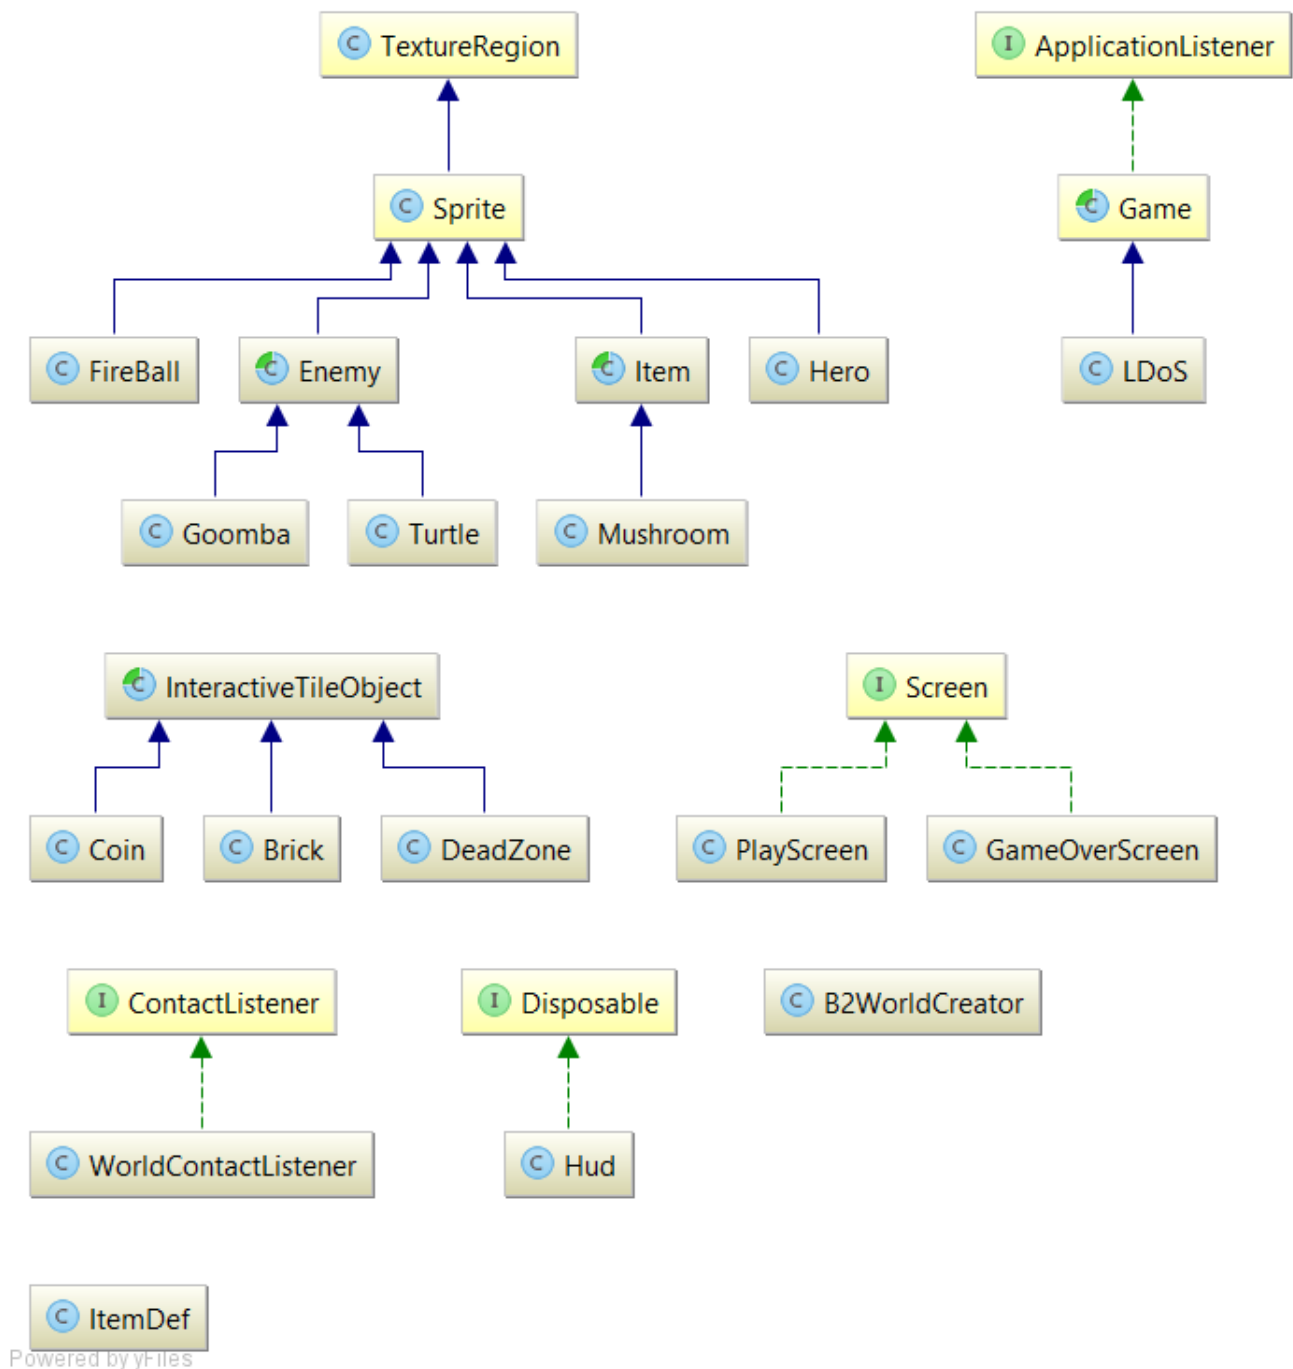 C TextureRegion
I ApplicationListener
C Sprite
C Game
C FireBall
C Enemy
C Item
C Hero
C LDoS
C Goomba
C Turtle
C Mushroom
C InteractiveTileObject
I Screen
C Coin
C Brick
C DeadZone
C PlayScreen
C GameOverScreen
I ContactListener
I Disposable
C B2WorldCreator
C WorldContactListener
C Hud
C ItemDef
Powered by yFiles